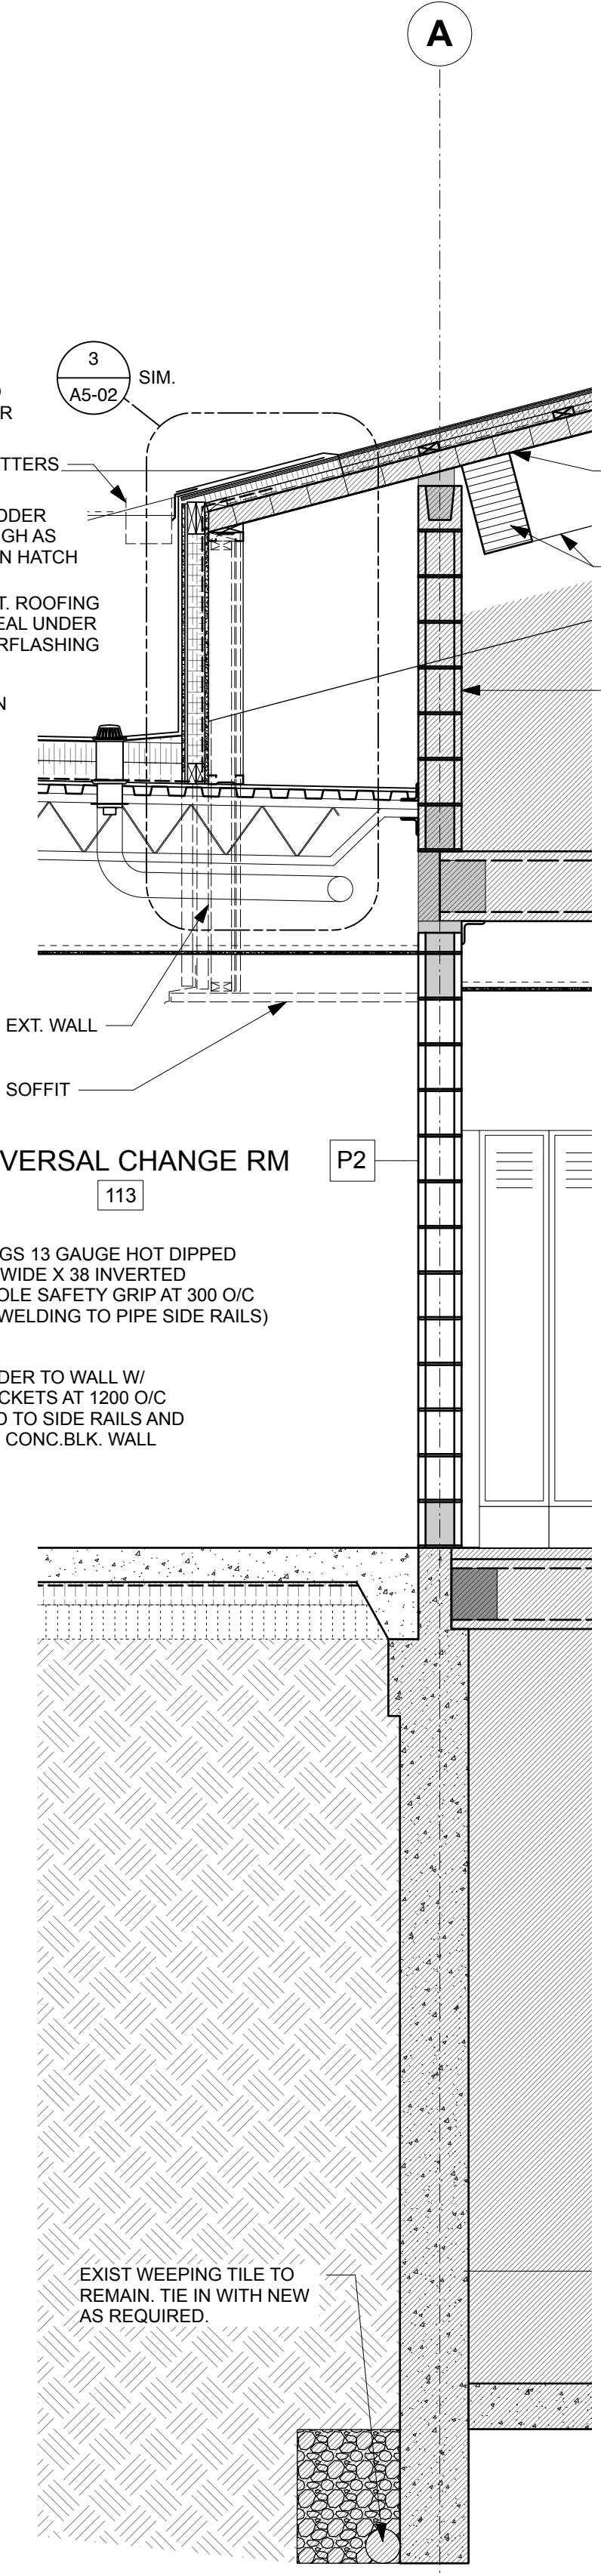 A
3
A5-02
SIM.
TTERS
ODER
GH AS
N HATCH
T. ROOFING
EAL UNDER
RFLASHING
N
EXT. WALL
SOFFIT
VERSAL CHANGE RM
113
P2
GS 13 GAUGE HOT DIPPED
WIDE X 38 INVERTED
OLE SAFETY GRIP AT 300 O/C
WELDING TO PIPE SIDE RAILS)
DER TO WALL W/
CKETS AT 1200 O/C
D TO SIDE RAILS AND
CONC.BLK. WALL
EXIST WEEPING TILE TO
REMAIN. TIE IN WITH NEW
AS REQUIRED.